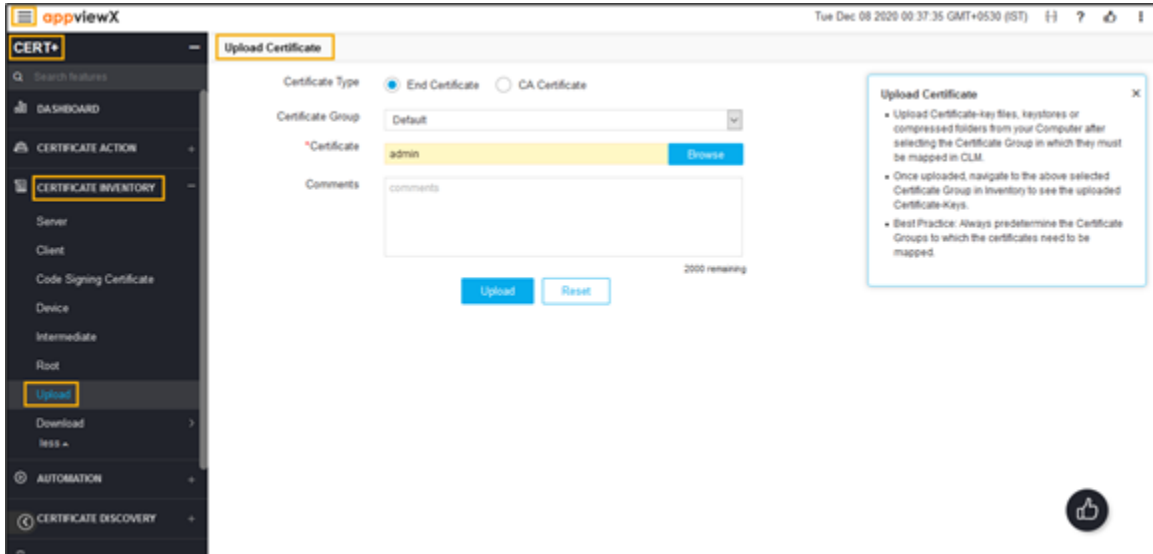 appviewX
Tue Dec 08 2020 00:37:35 GMT+0530 (IST)
?
CERT+
Search features
DASHBOARD
CERTIFICATE ACTION
CERTIFICATE INVENTORY
Server
Client
Code Signing Certificate
Device
Intermediate
Root
Upload
Download
less
AUTOMATION
CERTIFICATE DISCOVERY
Upload Certificate
Certificate Type
End Certificate
CA Certificate
Certificate Group
Default
*Certificate
admin
Browse
Comments
comments
2000 remaining
Upload
Reset
Upload Certificate
• Upload Certificate-key files, keystores or
compressed folders from your Computer after
selecting the Certificate Group in which they must
be mapped in CLM.
• Once uploaded, navigate to the above selected
Certificate Group in Inventory to see the uploaded
Certificate-Keys.
• Best Practice: Always predetermine the Certificate
Groups to which the certificates need to be
mapped.